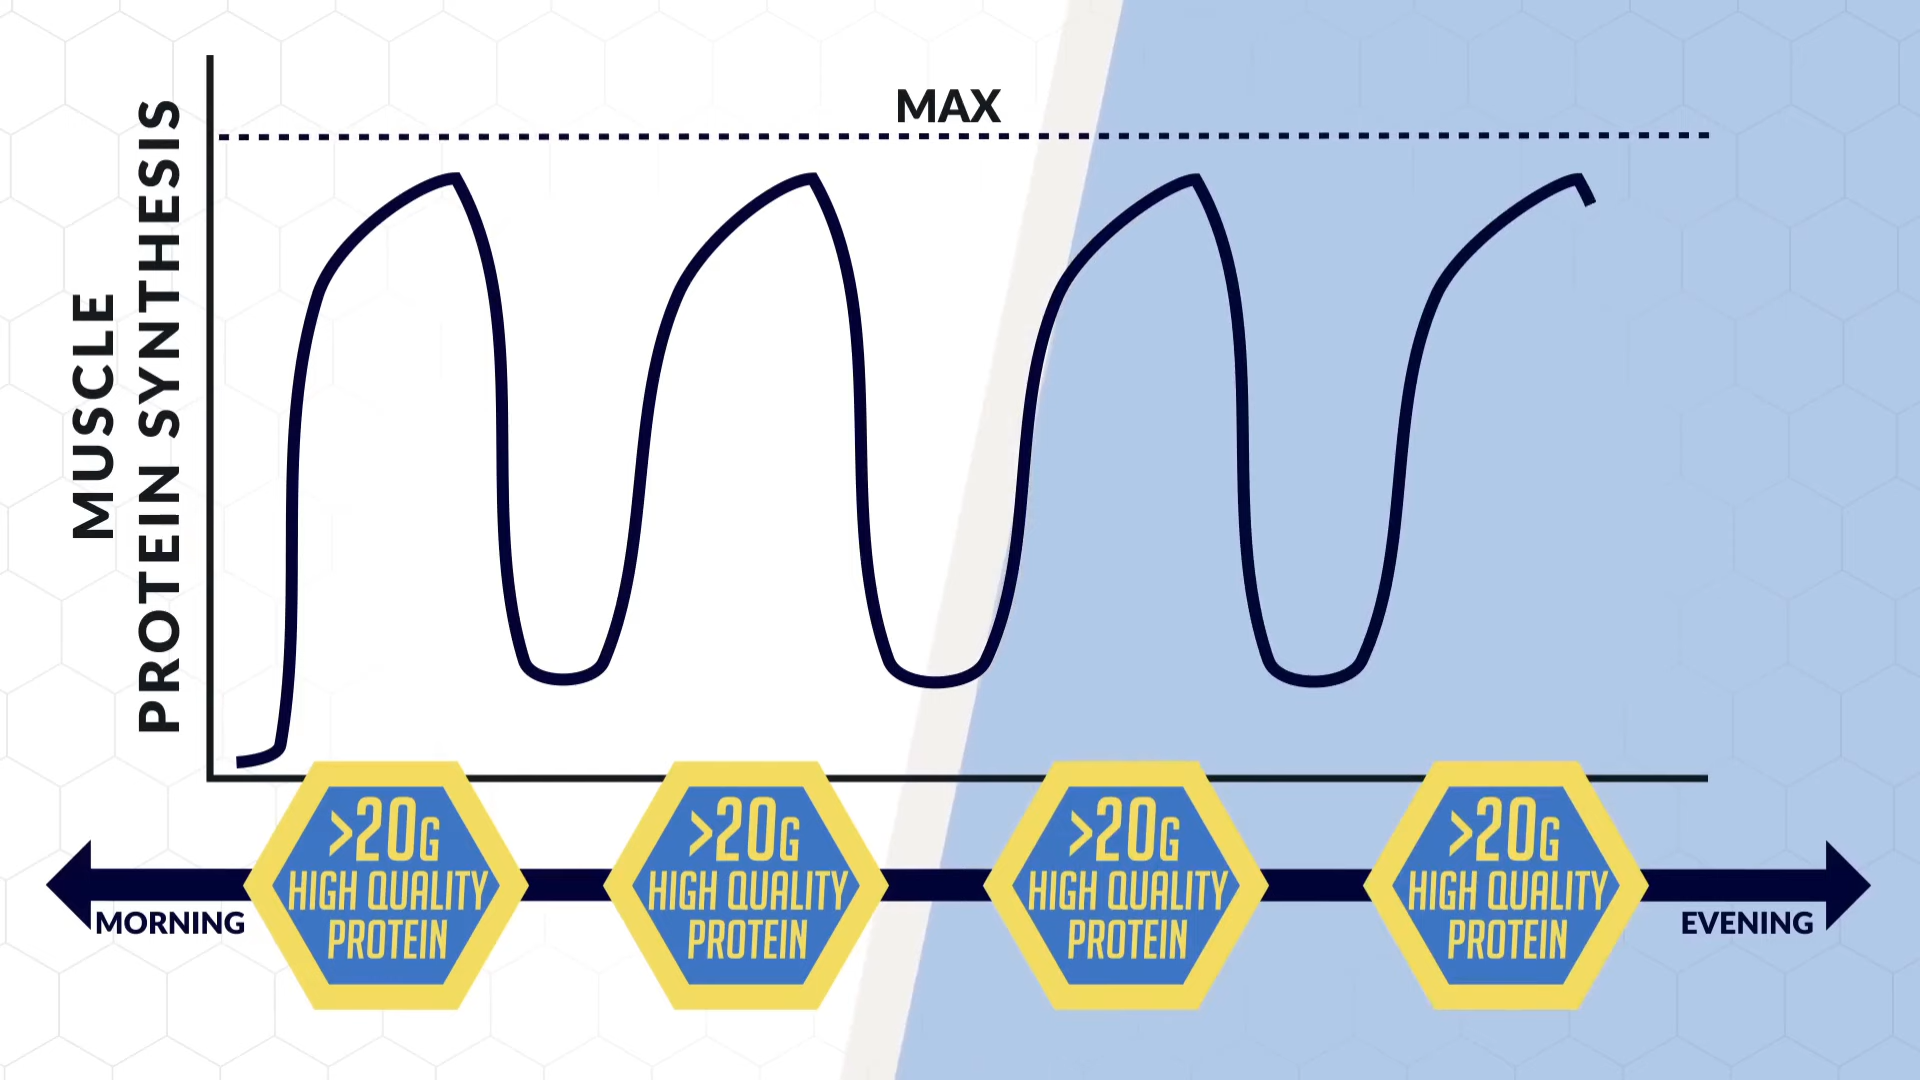 MUSCLE
PROTEIN SYNTHESIS
MAX
>20G
HIGH QUALITY
PROTEIN
>20G
HIGH QUALITY
PROTEIN
>20G
HIGH QUALITY
PROTEIN
>20G
HIGH QUALITY
PROTEIN
MORNING
EVENING